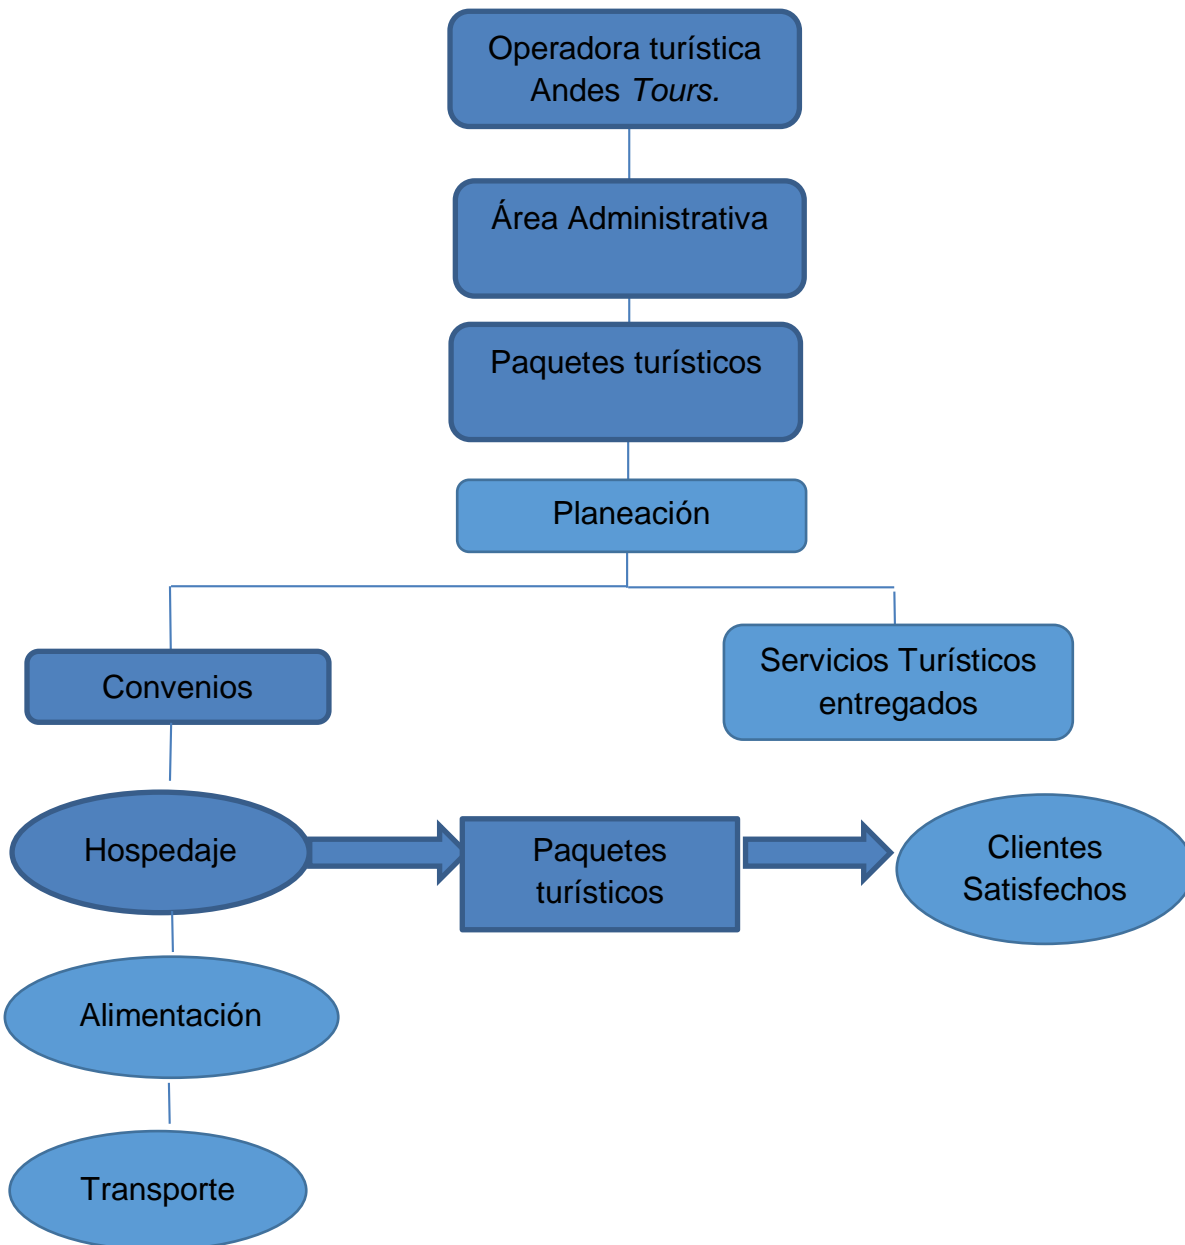 Operadora turística
Andes Tours.
Área Administrativa
Paquetes turísticos
Planeación
Convenios
Servicios Turísticos
entregados
Hospedaje
Paquetes
turísticos
Clientes
Satisfechos
Alimentación
Transporte